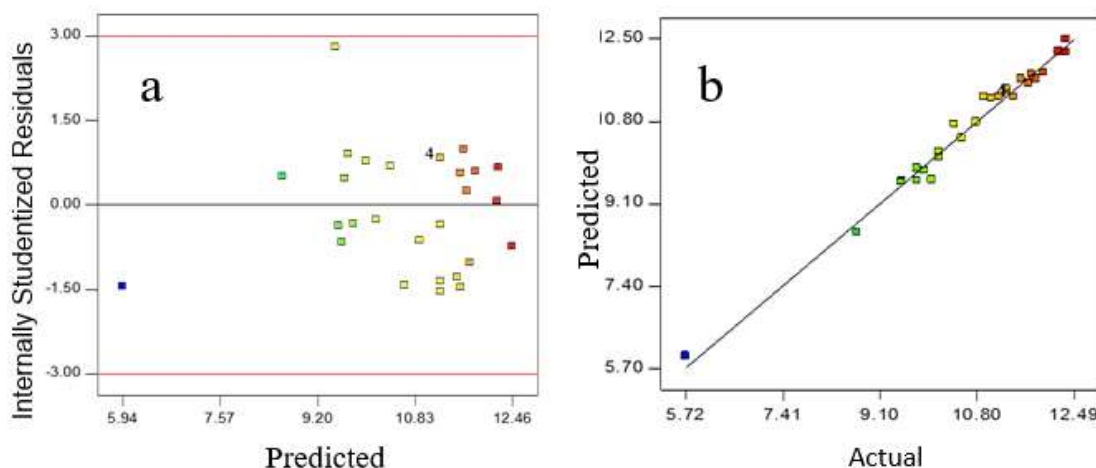 Internally Studentized Residuals
3.00
1.50
0.00
-1.50
-3.00
a
4
5.94 7.57 9.20 10.83 12.46
Predicted
Predicted
12.50
10.80
9.10
7.40
5.70
b
4
5.72 7.41 9.10 10.80 12.49
Actual